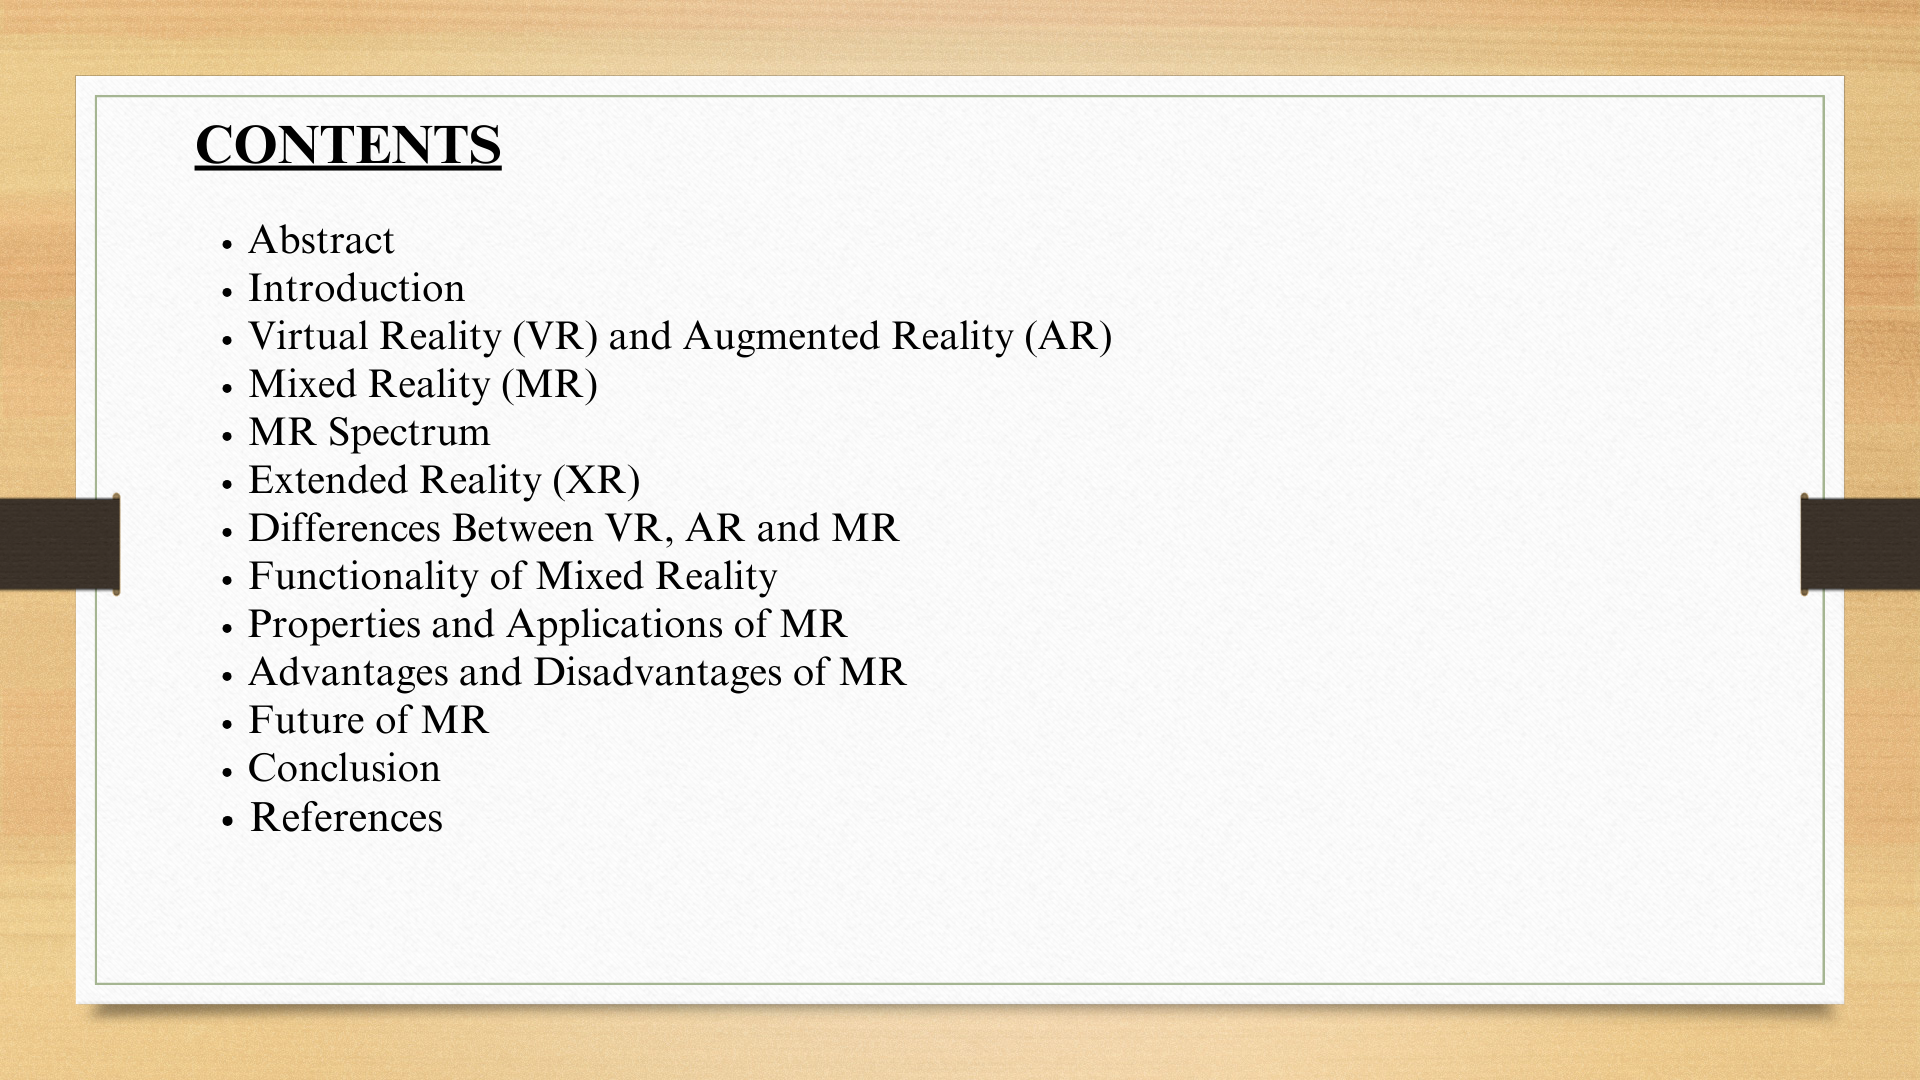 CONTENTS
• Abstract
• Introduction
• Virtual Reality (VR) and Augmented Reality (AR)
• Mixed Reality (MR)
• MR Spectrum
• Extended Reality (XR)
• Differences Between VR, AR and MR
• Functionality of Mixed Reality
• Properties and Applications of MR
• Advantages and Disadvantages of MR
• Future of MR
• Conclusion
• References